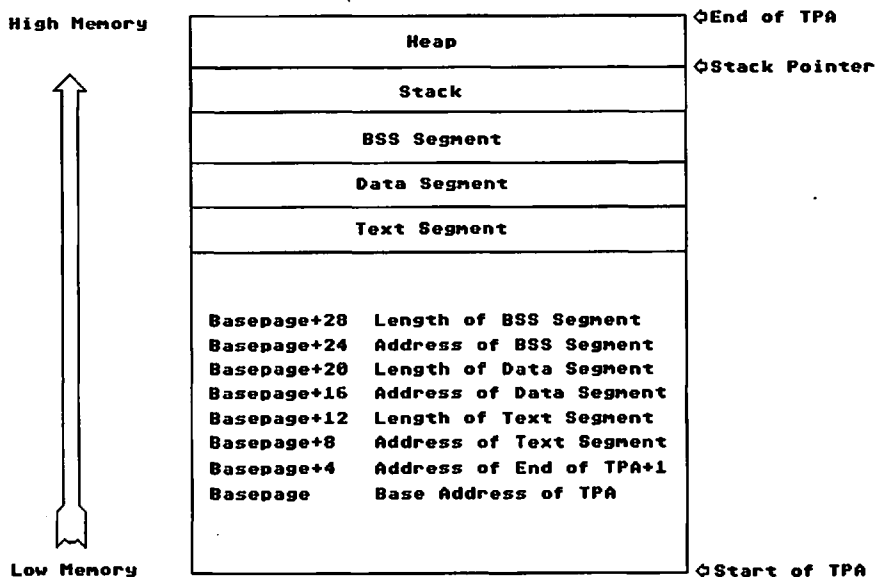 High Memory
⇦End of TPA
Heap
⇦Stack Pointer
Stack
BSS Segment
Data Segment
Text Segment
Basepage+28 Length of BSS Segment
Basepage+24 Address of BSS Segment
Basepage+20 Length of Data Segment
Basepage+16 Address of Data Segment
Basepage+12 Length of Text Segment
Basepage+8 Address of Text Segment
Basepage+4 Address of End of TPA+1
Basepage Base Address of TPA
Low Memory
⇦Start of TPA